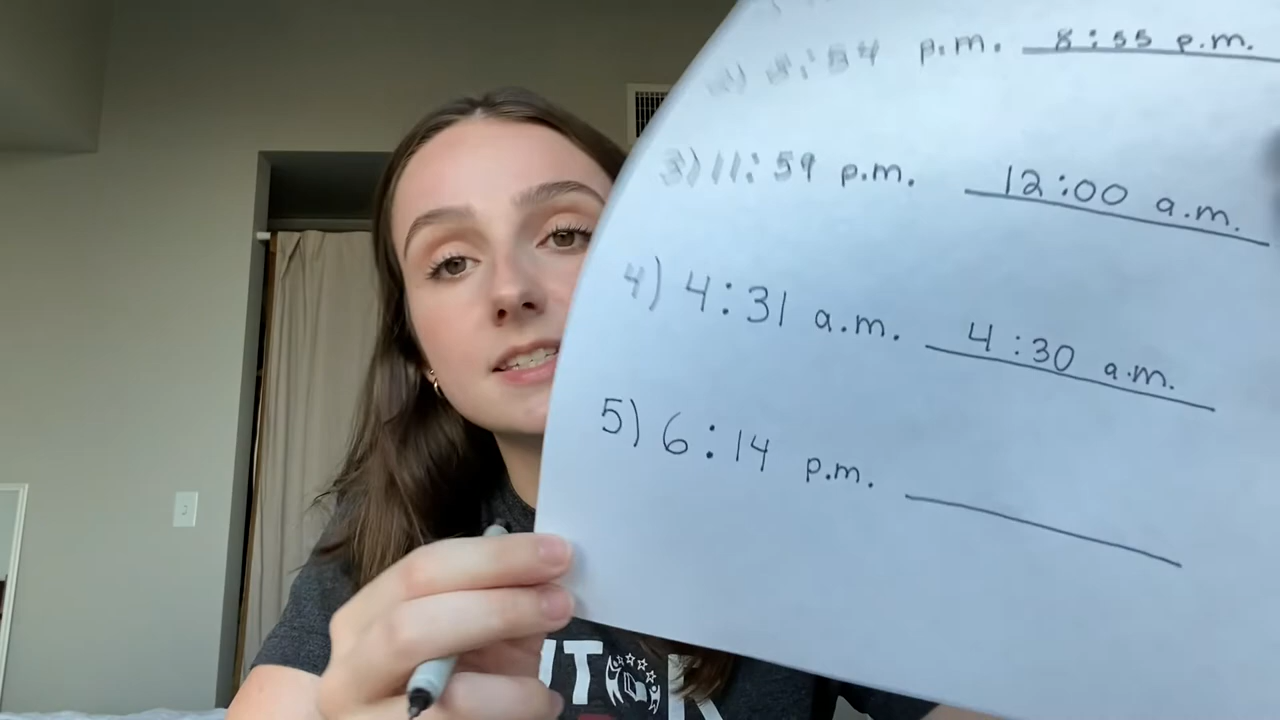 p.m. 8:55 p.m.
3) 11:59 p.m. 12:00 a.m.
4) 4:31 a.m. 4:30 a.m.
5) 6:14 p.m.